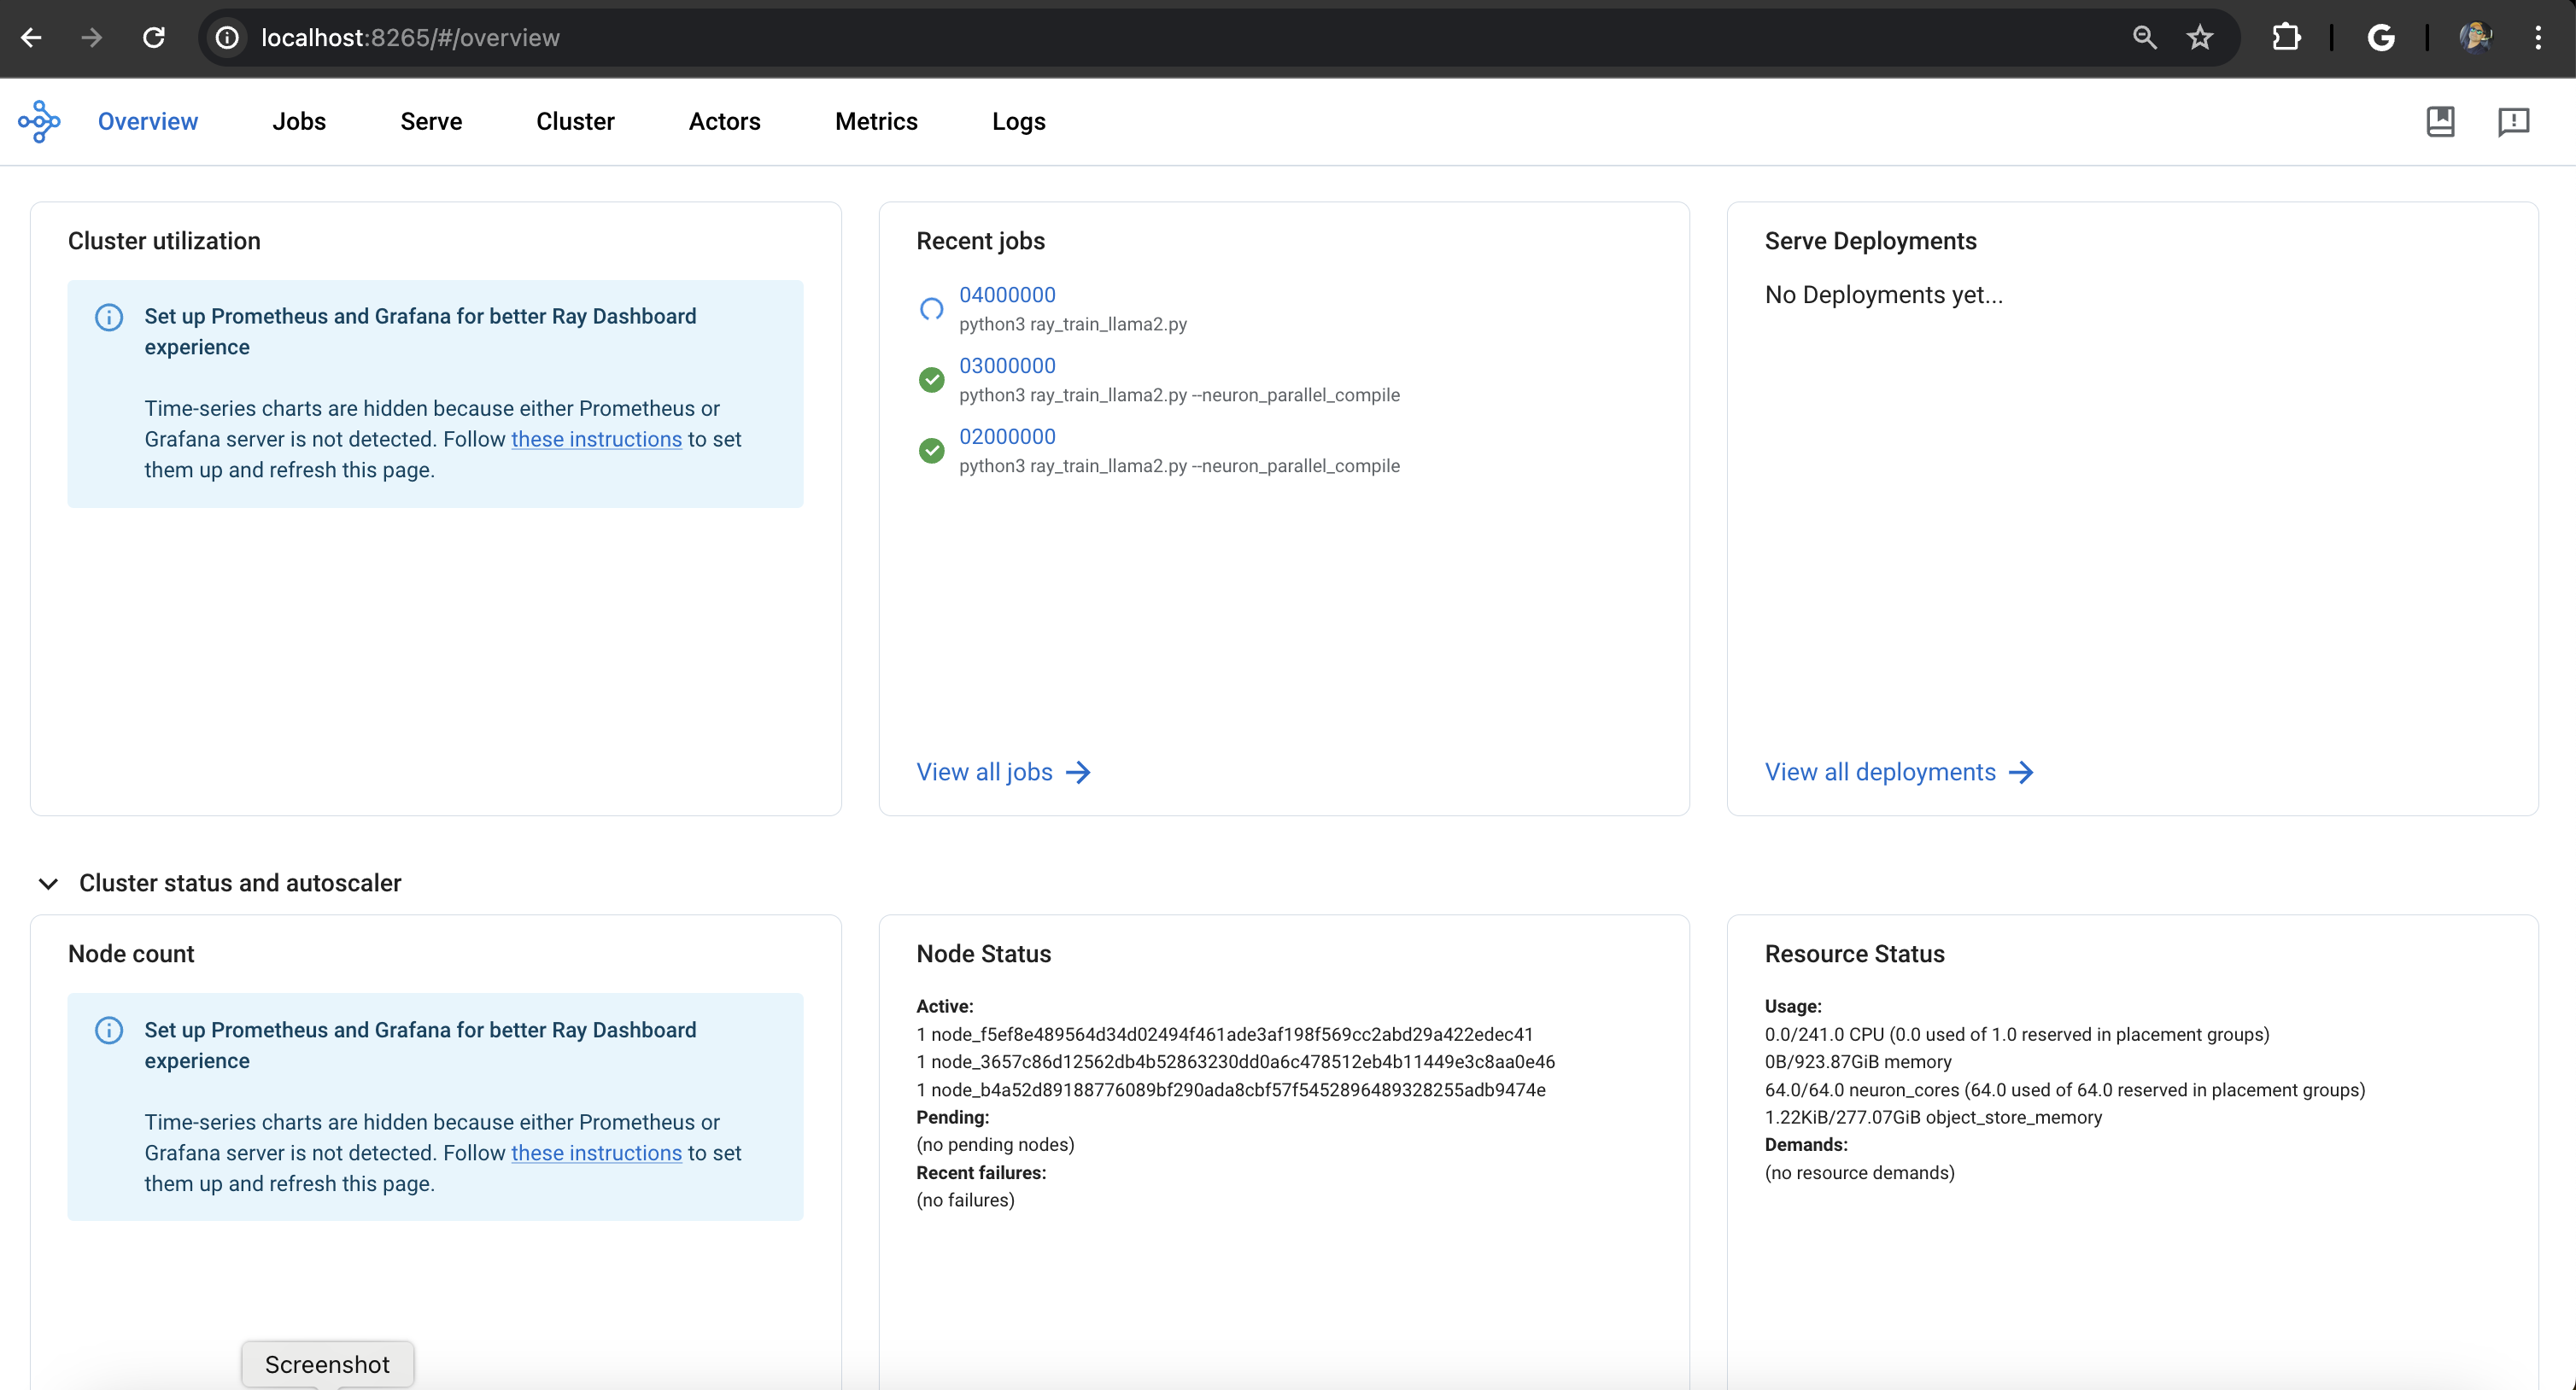 localhost:8265/#/overview
Overview
Jobs
Serve
Cluster
Actors
Metrics
Logs
Cluster utilization
Set up Prometheus and Grafana for better Ray Dashboard
experience
Time-series charts are hidden because either Prometheus or
Grafana server is not detected. Follow these instructions to set
them up and refresh this page.
Recent jobs
04000000
python3 ray_train_llama2.py
03000000
python3 ray_train_llama2.py --neuron_parallel_compile
02000000
python3 ray_train_llama2.py --neuron_parallel_compile
View all jobs
Serve Deployments
No Deployments yet...
View all deployments
Cluster status and autoscaler
Node count
Set up Prometheus and Grafana for better Ray Dashboard
experience
Time-series charts are hidden because either Prometheus or
Grafana server is not detected. Follow these instructions to set
them up and refresh this page.
Node Status
Active:
1 node_f5ef8e489564d34d02494f461ade3af198f569cc2abd29a422edec41
1 node_3657c86d12562db4b52863230dd0a6c478512eb4b11449e3c8aa0e46
1 node_b4a52d89188776089bf290ada8cbf57f5452896489328255adb9474e
Pending:
(no pending nodes)
Recent failures:
(no failures)
Resource Status
Usage:
0.0/241.0 CPU (0.0 used of 1.0 reserved in placement groups)
0B/923.87GiB memory
64.0/64.0 neuron_cores (64.0 used of 64.0 reserved in placement groups)
1.22KiB/277.07GiB object_store_memory
Demands:
(no resource demands)
Screenshot